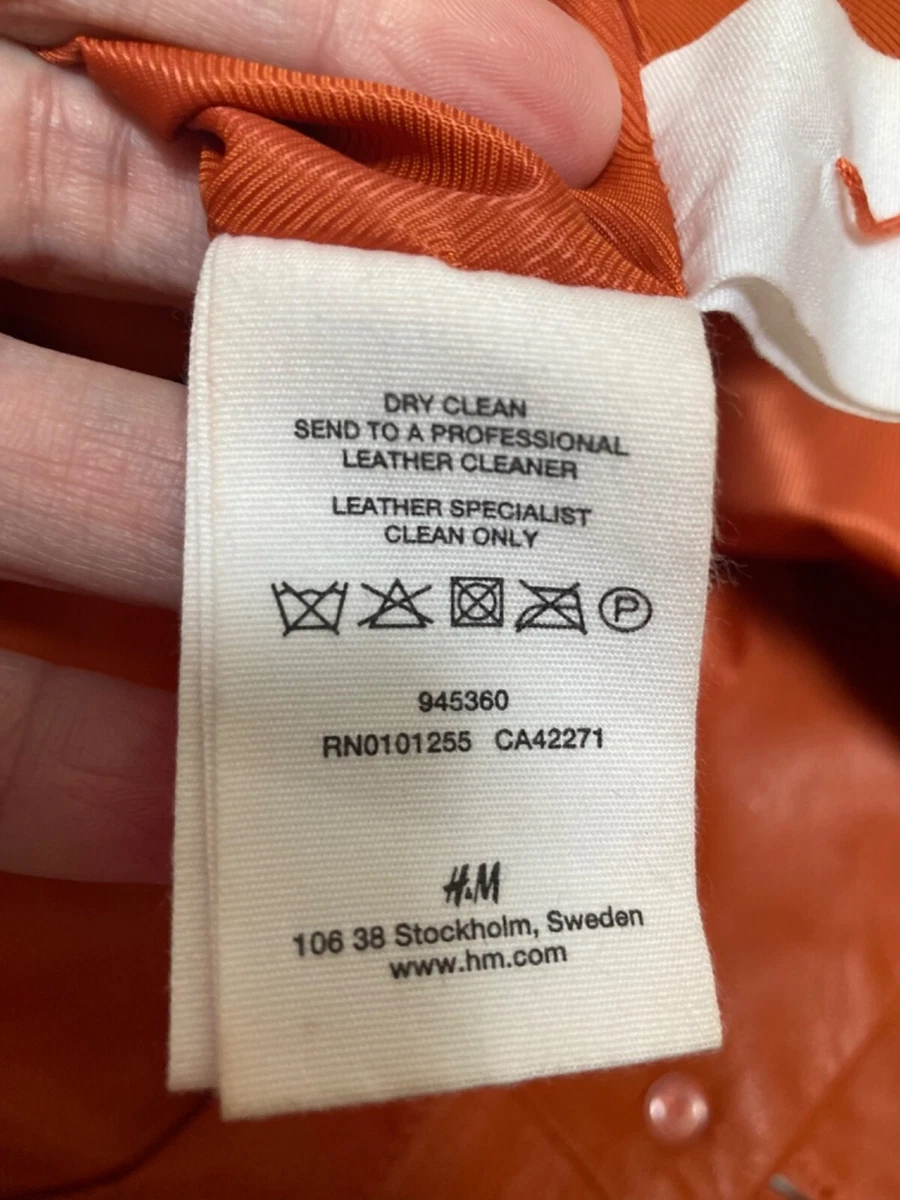 DRY CLEAN
SEND TO A PROFESSIONAL
LEATHER CLEANER
LEATHER SPECIALIST
CLEAN ONLY
P
945360
RN0101255 CA42271
H&M
106 38 Stockholm, Sweden
www.hm.com